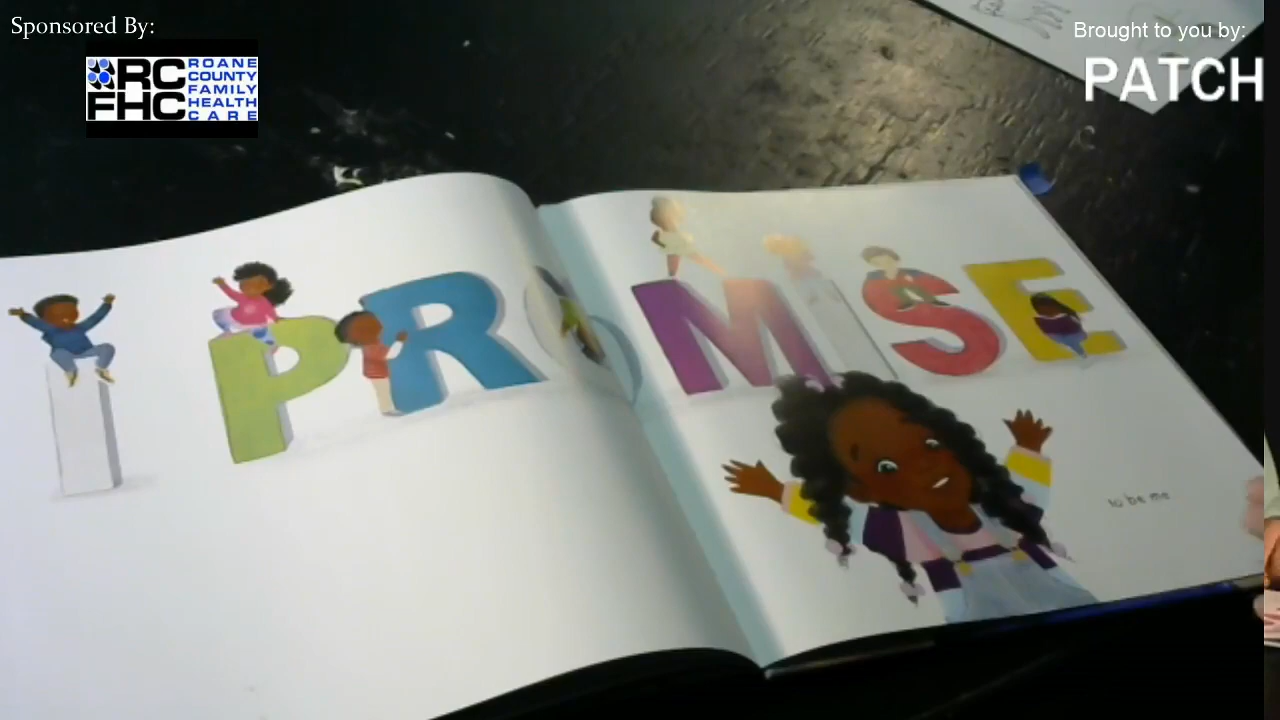 Sponsored By:
RC FHC
ROANE
COUNTY
FAMILY
HEALTH
CARE
Brought to you by:
PATCH
I PROMISE
to be me